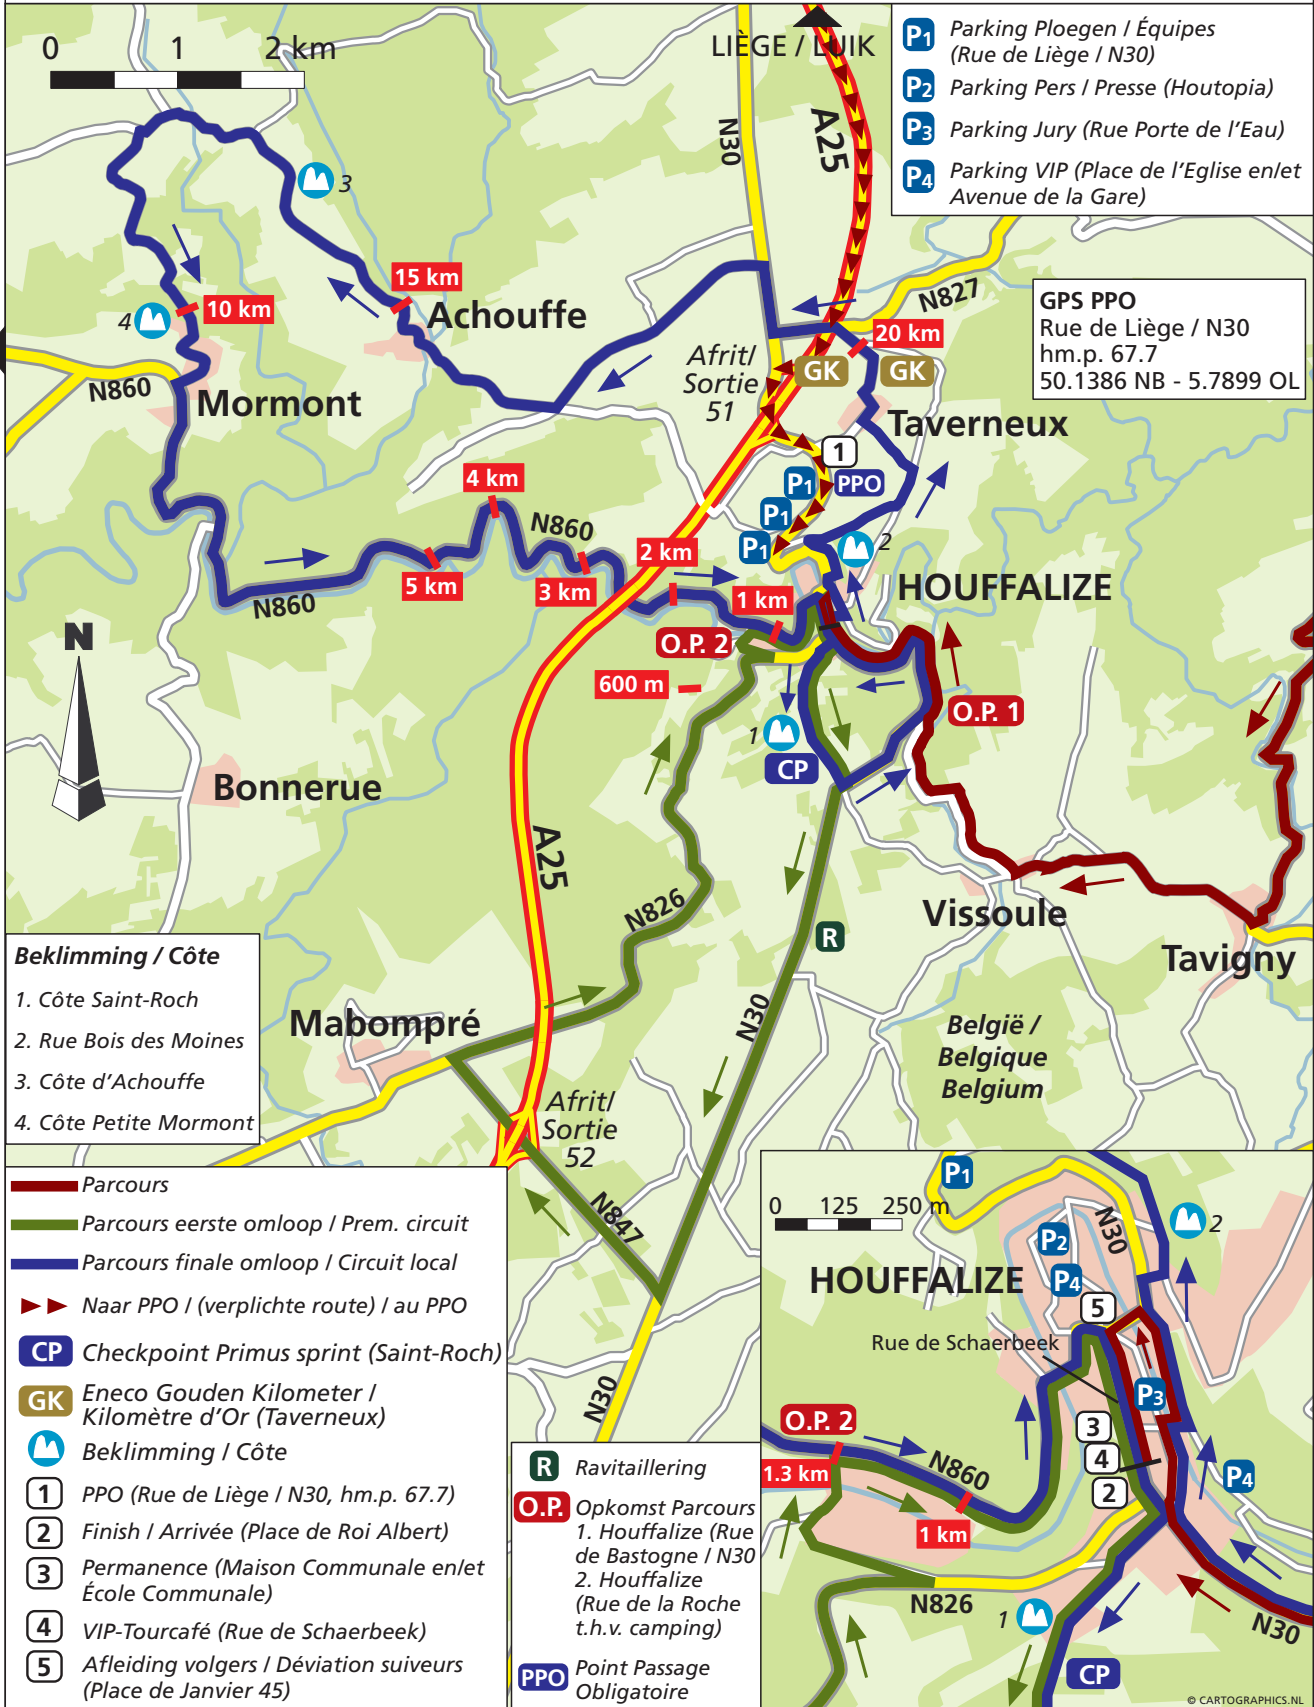 0 1 2 km
LIÈGE / LUIK
P1 Parking Ploegen / Équipes
(Rue de Liège / N30)
P2 Parking Pers / Presse (Houtopia)
P3 Parking Jury (Rue Porte de l'Eau)
P4 Parking VIP (Place de l'Eglise en/et
Avenue de la Gare)
N30
A25
3
N827
GPS PPO
Rue de Liège / N30
hm.p. 67.7
50.1386 NB - 5.7899 OL
15 km
10 km
Achouffe
4
20 km
Afrit/
Sortie
51
GK
GK
N860
Mormont
Taverneux
1
4 km
P1
PPO
P1
N860
P1
2
2 km
5 km
3 km
HOUFFALIZE
N860
1 km
N
O.P. 2
600 m
O.P. 1
1
CP
Bonnerue
A25
N826
Vissoule
R
Tavigny
Beklimming / Côte
1. Côte Saint-Roch
2. Rue Bois des Moines
3. Côte d'Achouffe
4. Côte Petite Mormont
Mabompré
N30
België /
Belgique
Belgium
Afrit/
Sortie
52
N847
N30
Parcours
Parcours eerste omloop / Prem. circuit
Parcours finale omloop / Circuit local
Naar PPO / (verplichte route) / au PPO
CP Checkpoint Primus sprint (Saint-Roch)
GK Eneco Gouden Kilometer /
Kilomètre d'Or (Taverneux)
Beklimming / Côte
1 PPO (Rue de Liège / N30, hm.p. 67.7)
2 Finish / Arrivée (Place de Roi Albert)
3 Permanence (Maison Communale en/et
École Communale)
4 VIP-Tourcafé (Rue de Schaerbeek)
5 Afleiding volgers / Déviation suiveurs
(Place de Janvier 45)
R Ravitaillering
O.P. Opkomst Parcours
1. Houffalize (Rue
de Bastogne / N30
2. Houffalize
(Rue de la Roche
t.h.v. camping)
PPO Point Passage
Obligatoire
P1
0 125 250 m
N30
2
P2
HOUFFALIZE
P4
5
Rue de Schaerbeek
P3
O.P. 2
3
1.3 km
N860
4
P4
2
1 km
N826
1
N30
CP
© CARTOGRAPHICS.NL